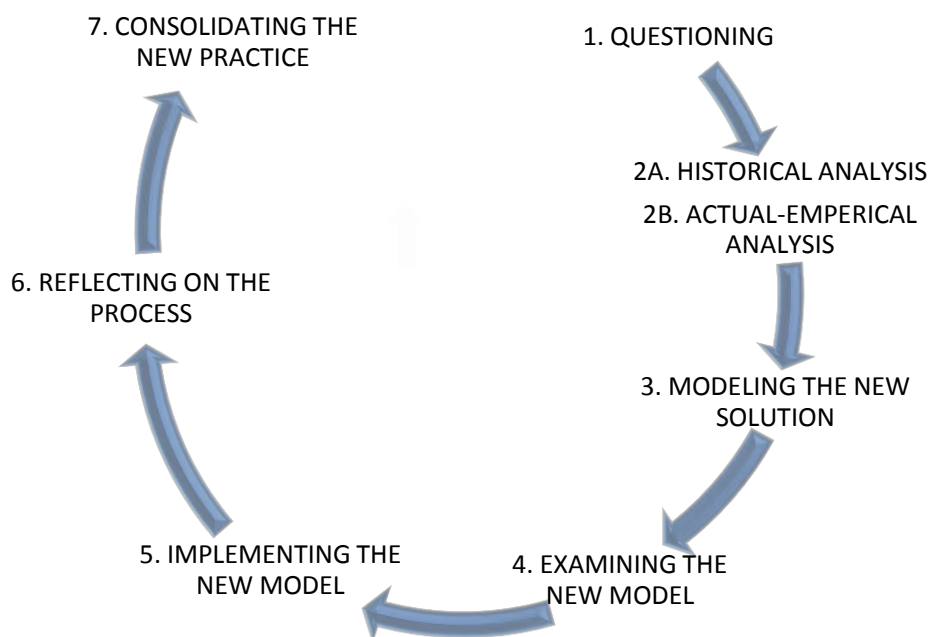 1. QUESTIONING
2A. HISTORICAL ANALYSIS
2B. ACTUAL-EMPERICAL
ANALYSIS
3. MODELING THE NEW
SOLUTION
4. EXAMINING THE
NEW MODEL
5. IMPLEMENTING THE
NEW MODEL
6. REFLECTING ON THE
PROCESS
7. CONSOLIDATING THE
NEW PRACTICE